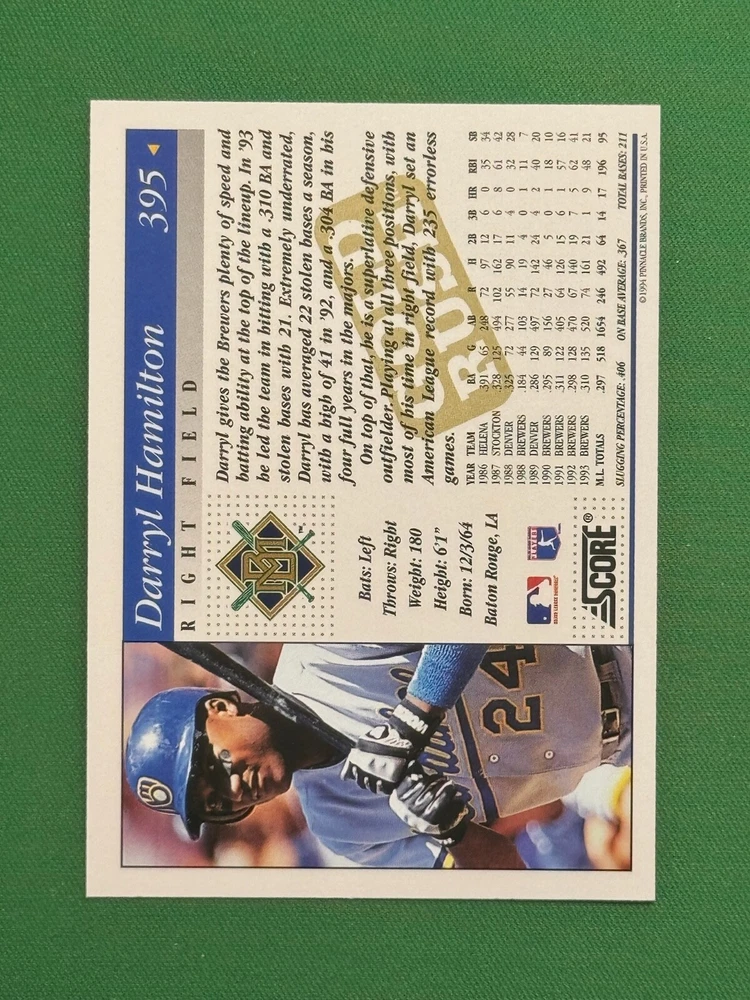 Darryl Hamilton 395
RIGHT FIELD
Darryl gives the Brewers plenty of speed and
batting ability at the top of the lineup. In '93
he led the team in hitting with a .310 BA and
stolen bases with 21. Extremely underrated,
Darryl has averaged 22 stolen bases a season,
with a high of 41 in '92, and a .304 BA in his
four full years in the majors.
On top of that, he is a superlative defensive
outfielder. Playing at all three positions, with
most of his time in right field, Darryl set an
American League record with 235 errorless
games.
GOLD
RUSH
Bats: Left
Throws: Right
Weight: 180
Height: 6'1"
Born: 12/3/64
Baton Rouge, LA
SCORE®
YEAR TEAM BA G AB R H 2B 3B HR RBI SB
1986 HELENA .391 65 248 72 97 12 6 0 35 34
1987 STOCKTON .328 125 494 102 162 17 6 8 61 42
1988 DENVER .325 72 277 55 90 11 4 0 32 28
1988 BREWERS .184 44 103 14 19 4 0 1 11 7
1989 DENVER .286 129 497 72 142 24 4 2 40 20
1990 BREWERS .295 89 156 27 46 5 0 1 18 10
1991 BREWERS .311 122 405 64 126 15 6 1 57 16
1992 BREWERS .298 128 470 67 140 19 7 5 62 41
1993 BREWERS .310 135 520 74 161 21 1 9 48 21
M.L. TOTALS .297 518 1654 246 492 64 14 17 196 95
SLUGGING PERCENTAGE: .406 ON BASE AVERAGE: .367 TOTAL BASES: 211
©1994 PINNACLE BRANDS, INC., PRINTED IN U.S.A.
24